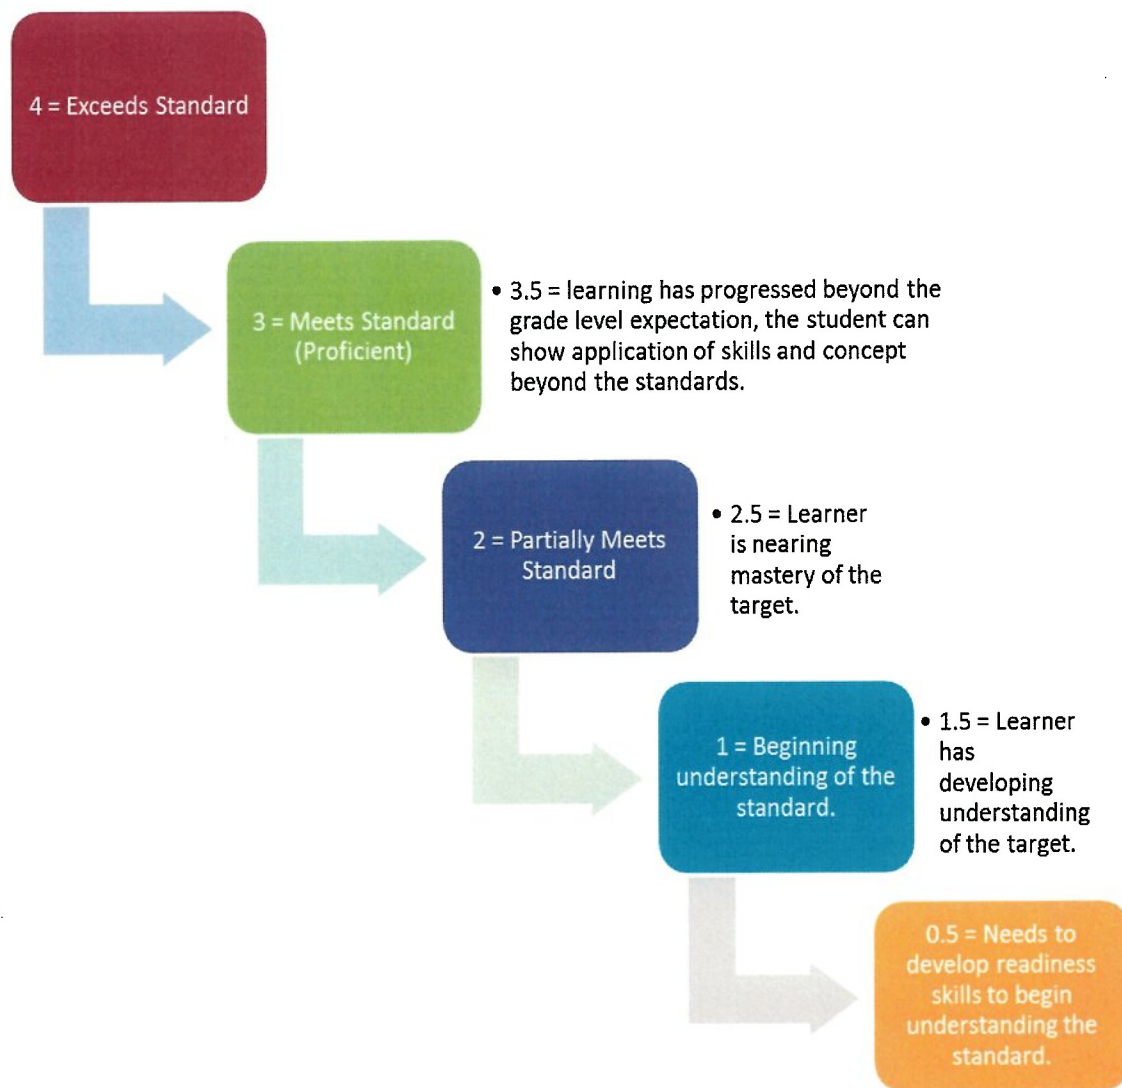 4 = Exceeds Standard
3 = Meets Standard
(Proficient)
• 3.5 = learning has progressed beyond the
grade level expectation, the student can
show application of skills and concept
beyond the standards.
2 = Partially Meets
Standard
• 2.5 = Learner
is nearing
mastery of the
target.
1 = Beginning
understanding of the
standard.
• 1.5 = Learner
has
developing
understanding
of the target.
0.5 = Needs to
develop readiness
skills to begin
understanding the
standard.